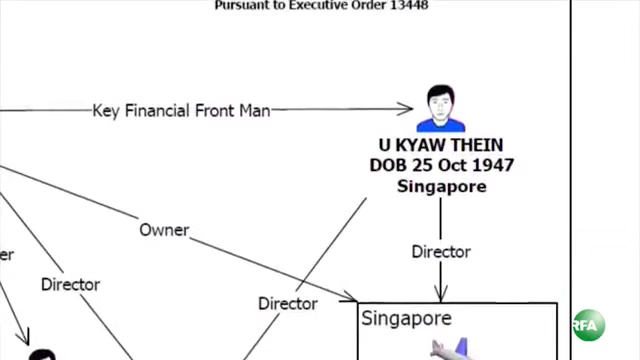 Pursuant to Executive Order 13448
Key Financial Front Man
U KYAW THEIN
DOB 25 Oct 1947
Singapore
Owner
Director
er
Director
Director
Singapore
RFA